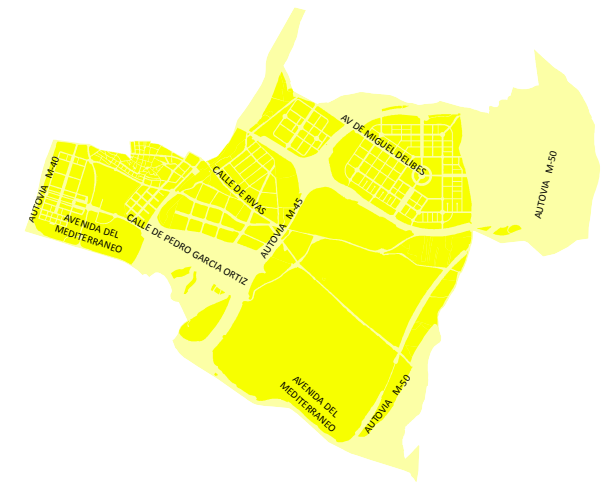 AV DE MIGUEL DELIBES
AUTOVIA M-50
AUTOVIA M-40
CALLE DE RIVAS
AUTOVIA M-45
AVENIDA DEL
MEDITERRANEO
CALLE DE PEDRO GARCIA ORTIZ
AVENIDA DEL
MEDITERRANEO
AUTOVIA M-50